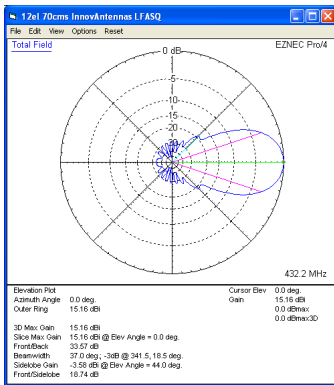 12el 70cms InnovAntennas LFASQ
File Edit View Options Reset
Total Field
EZNEC Pro/4
0 dB
-5
-10
-15
-20
-30
432.2 MHz
Elevation Plot
Azimuth Angle 0.0 deg.
Outer Ring 15.16 dBi
Cursor Elev 0.0 deg.
Gain 15.16 dBi
0.0 dBmax
0.0 dBmax3D
3D Max Gain 15.16 dBi
Slice Max Gain 15.16 dBi @ Elev Angle = 0.0 deg.
Front/Back 33.57 dB
Beamwidth 37.0 deg.; -3dB @ 341.5, 18.5 deg.
Sidelobe Gain -3.58 dBi @ Elev Angle = 44.0 deg.
Front/Sidelobe 18.74 dB